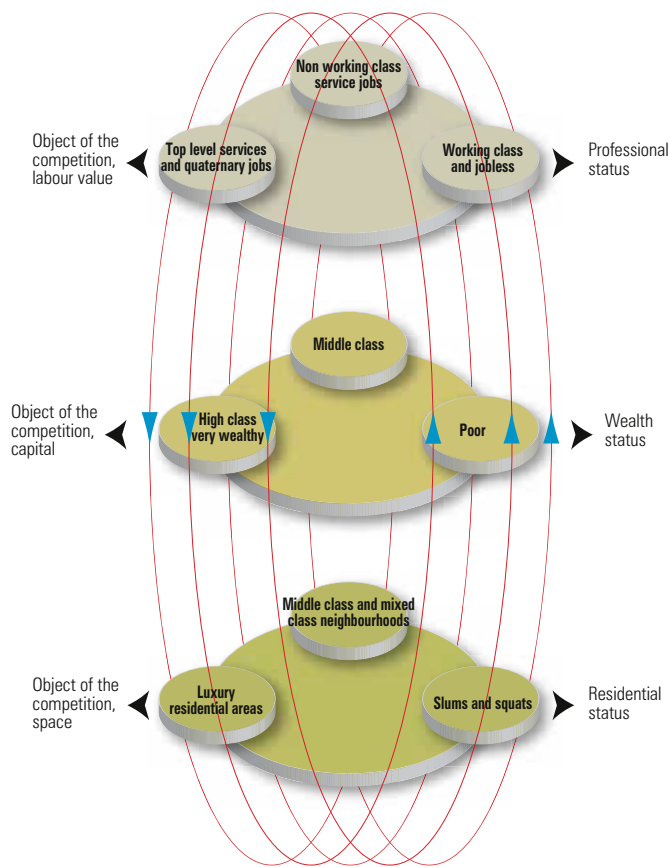 Non working class
service jobs
Object of the
competition,
labour value
Top level services
and quaternary jobs
Working class
and jobless
Professional
status
Middle class
Object of the
competition,
capital
High class
very wealthy
Poor
Wealth
status
Middle class and mixed
class neighbourhoods
Object of the
competition,
space
Luxury
residential areas
Slums and squats
Residential
status